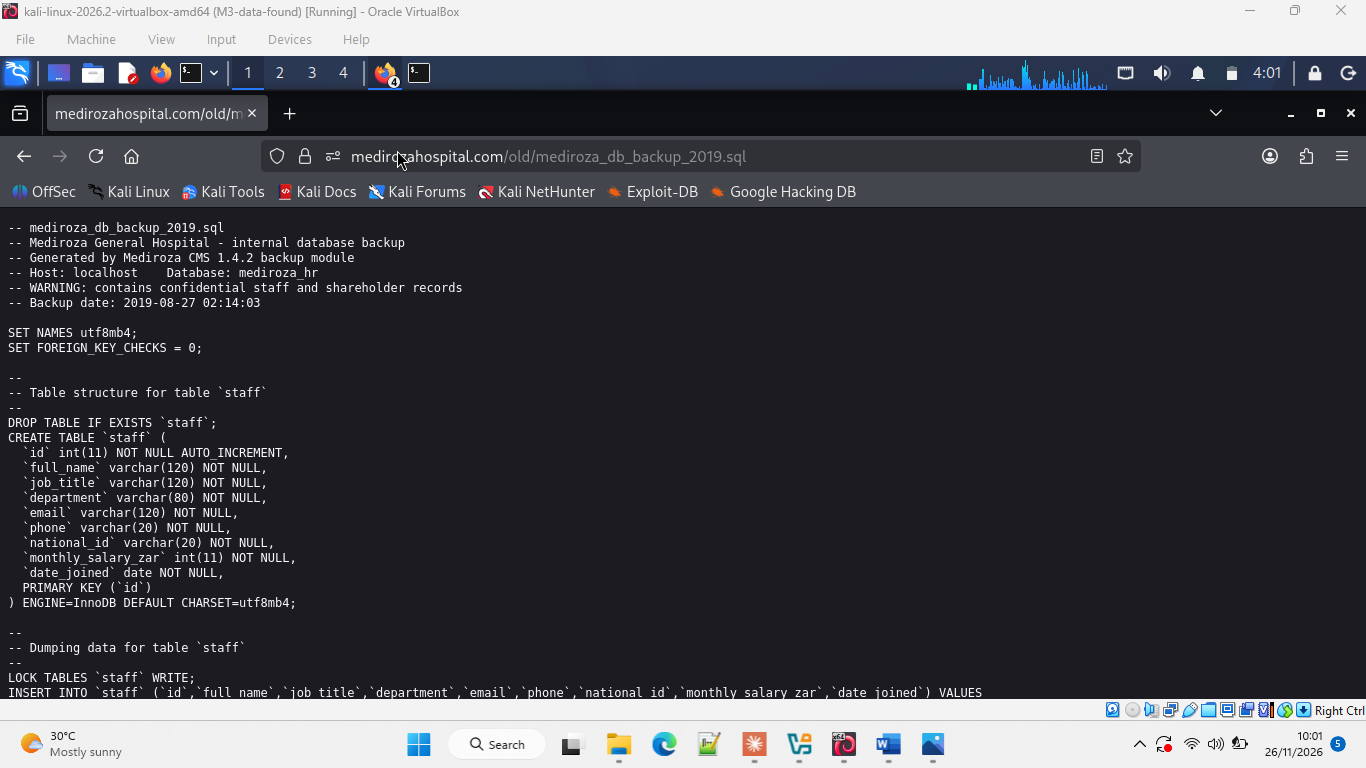 kali-linux-2026.2-virtualbox-amd64 (M3-data-found) [Running] - Oracle VirtualBox
File Machine View Input Devices Help
1 2 3 4 4 4:01
medirozahospital.com/old/m
medirozahospital.com/old/mediroza_db_backup_2019.sql
OffSec Kali Linux Kali Tools Kali Docs Kali Forums Kali NetHunter Exploit-DB Google Hacking DB
-- mediroza_db_backup_2019.sql
-- Mediroza General Hospital - internal database backup
-- Generated by Mediroza CMS 1.4.2 backup module
-- Host: localhost    Database: mediroza_hr
-- WARNING: contains confidential staff and shareholder records
-- Backup date: 2019-08-27 02:14:03
SET NAMES utf8mb4;
SET FOREIGN_KEY_CHECKS = 0;
--
-- Table structure for table `staff`
--
DROP TABLE IF EXISTS `staff`;
CREATE TABLE `staff` (
  `id` int(11) NOT NULL AUTO_INCREMENT,
  `full_name` varchar(120) NOT NULL,
  `job_title` varchar(120) NOT NULL,
  `department` varchar(80) NOT NULL,
  `email` varchar(120) NOT NULL,
  `phone` varchar(20) NOT NULL,
  `national_id` varchar(20) NOT NULL,
  `monthly_salary_zar` int(11) NOT NULL,
  `date_joined` date NOT NULL,
  PRIMARY KEY (`id`)
) ENGINE=InnoDB DEFAULT CHARSET=utf8mb4;
--
-- Dumping data for table `staff`
--
LOCK TABLES `staff` WRITE;
INSERT INTO `staff` (`id`,`full_name`,`job_title`,`department`,`email`,`phone`,`national_id`,`monthly_salary_zar`,`date_joined`) VALUES
Right Ctrl
30°C
Mostly sunny
Search
10:01
26/11/2026
5